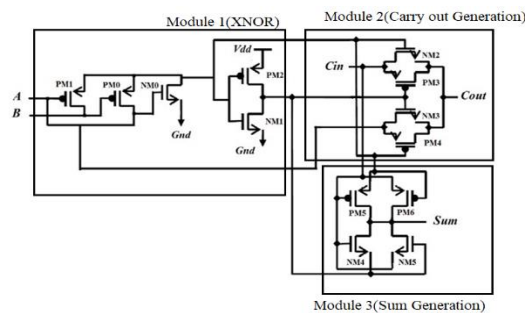 Module 1(XNOR)
Module 2(Carry out Generation)
Vdd
PM1
PM0
NM0
PM2
Cin
NM2
PM3
A
B
Cout
NM3
Gnd
NM1
PM4
Gnd
PM5
PM6
Sum
NM4
NM5
Module 3(Sum Generation)